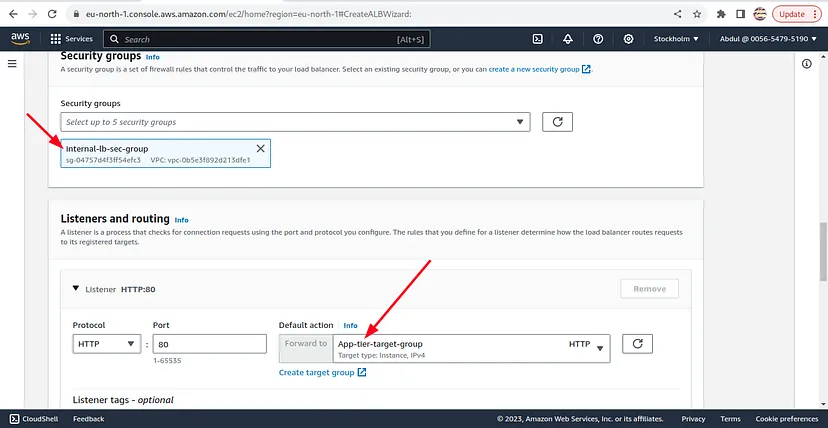 eu-north-1.console.aws.amazon.com/ec2/home?region=eu-north-1#CreateALBWizard:
Update
aws
Services
Search
[Alt+S]
Stockholm
Abdul @ 0056-5479-5190
Security groups Info
A security group is a set of firewall rules that control the traffic to your load balancer. Select an existing security group, or you can create a new security group.
Security groups
Select up to 5 security groups
internal-lb-sec-group
sg-04757d4f3ff54efc3 VPC: vpc-0b5e3f892d213dfe1
Listeners and routing Info
A listener is a process that checks for connection requests using the port and protocol you configure. The rules that you define for a listener determine how the load balancer routes requests
to its registered targets.
Listener HTTP:80
Remove
Protocol
Port
Default action Info
HTTP
:
80
Forward to
App-tier-target-group
HTTP
Target type: Instance, IPv4
1-65535
Create target group
Listener tags - optional
CloudShell
Feedback
© 2023, Amazon Web Services, Inc. or its affiliates.
Privacy
Terms
Cookie preferences